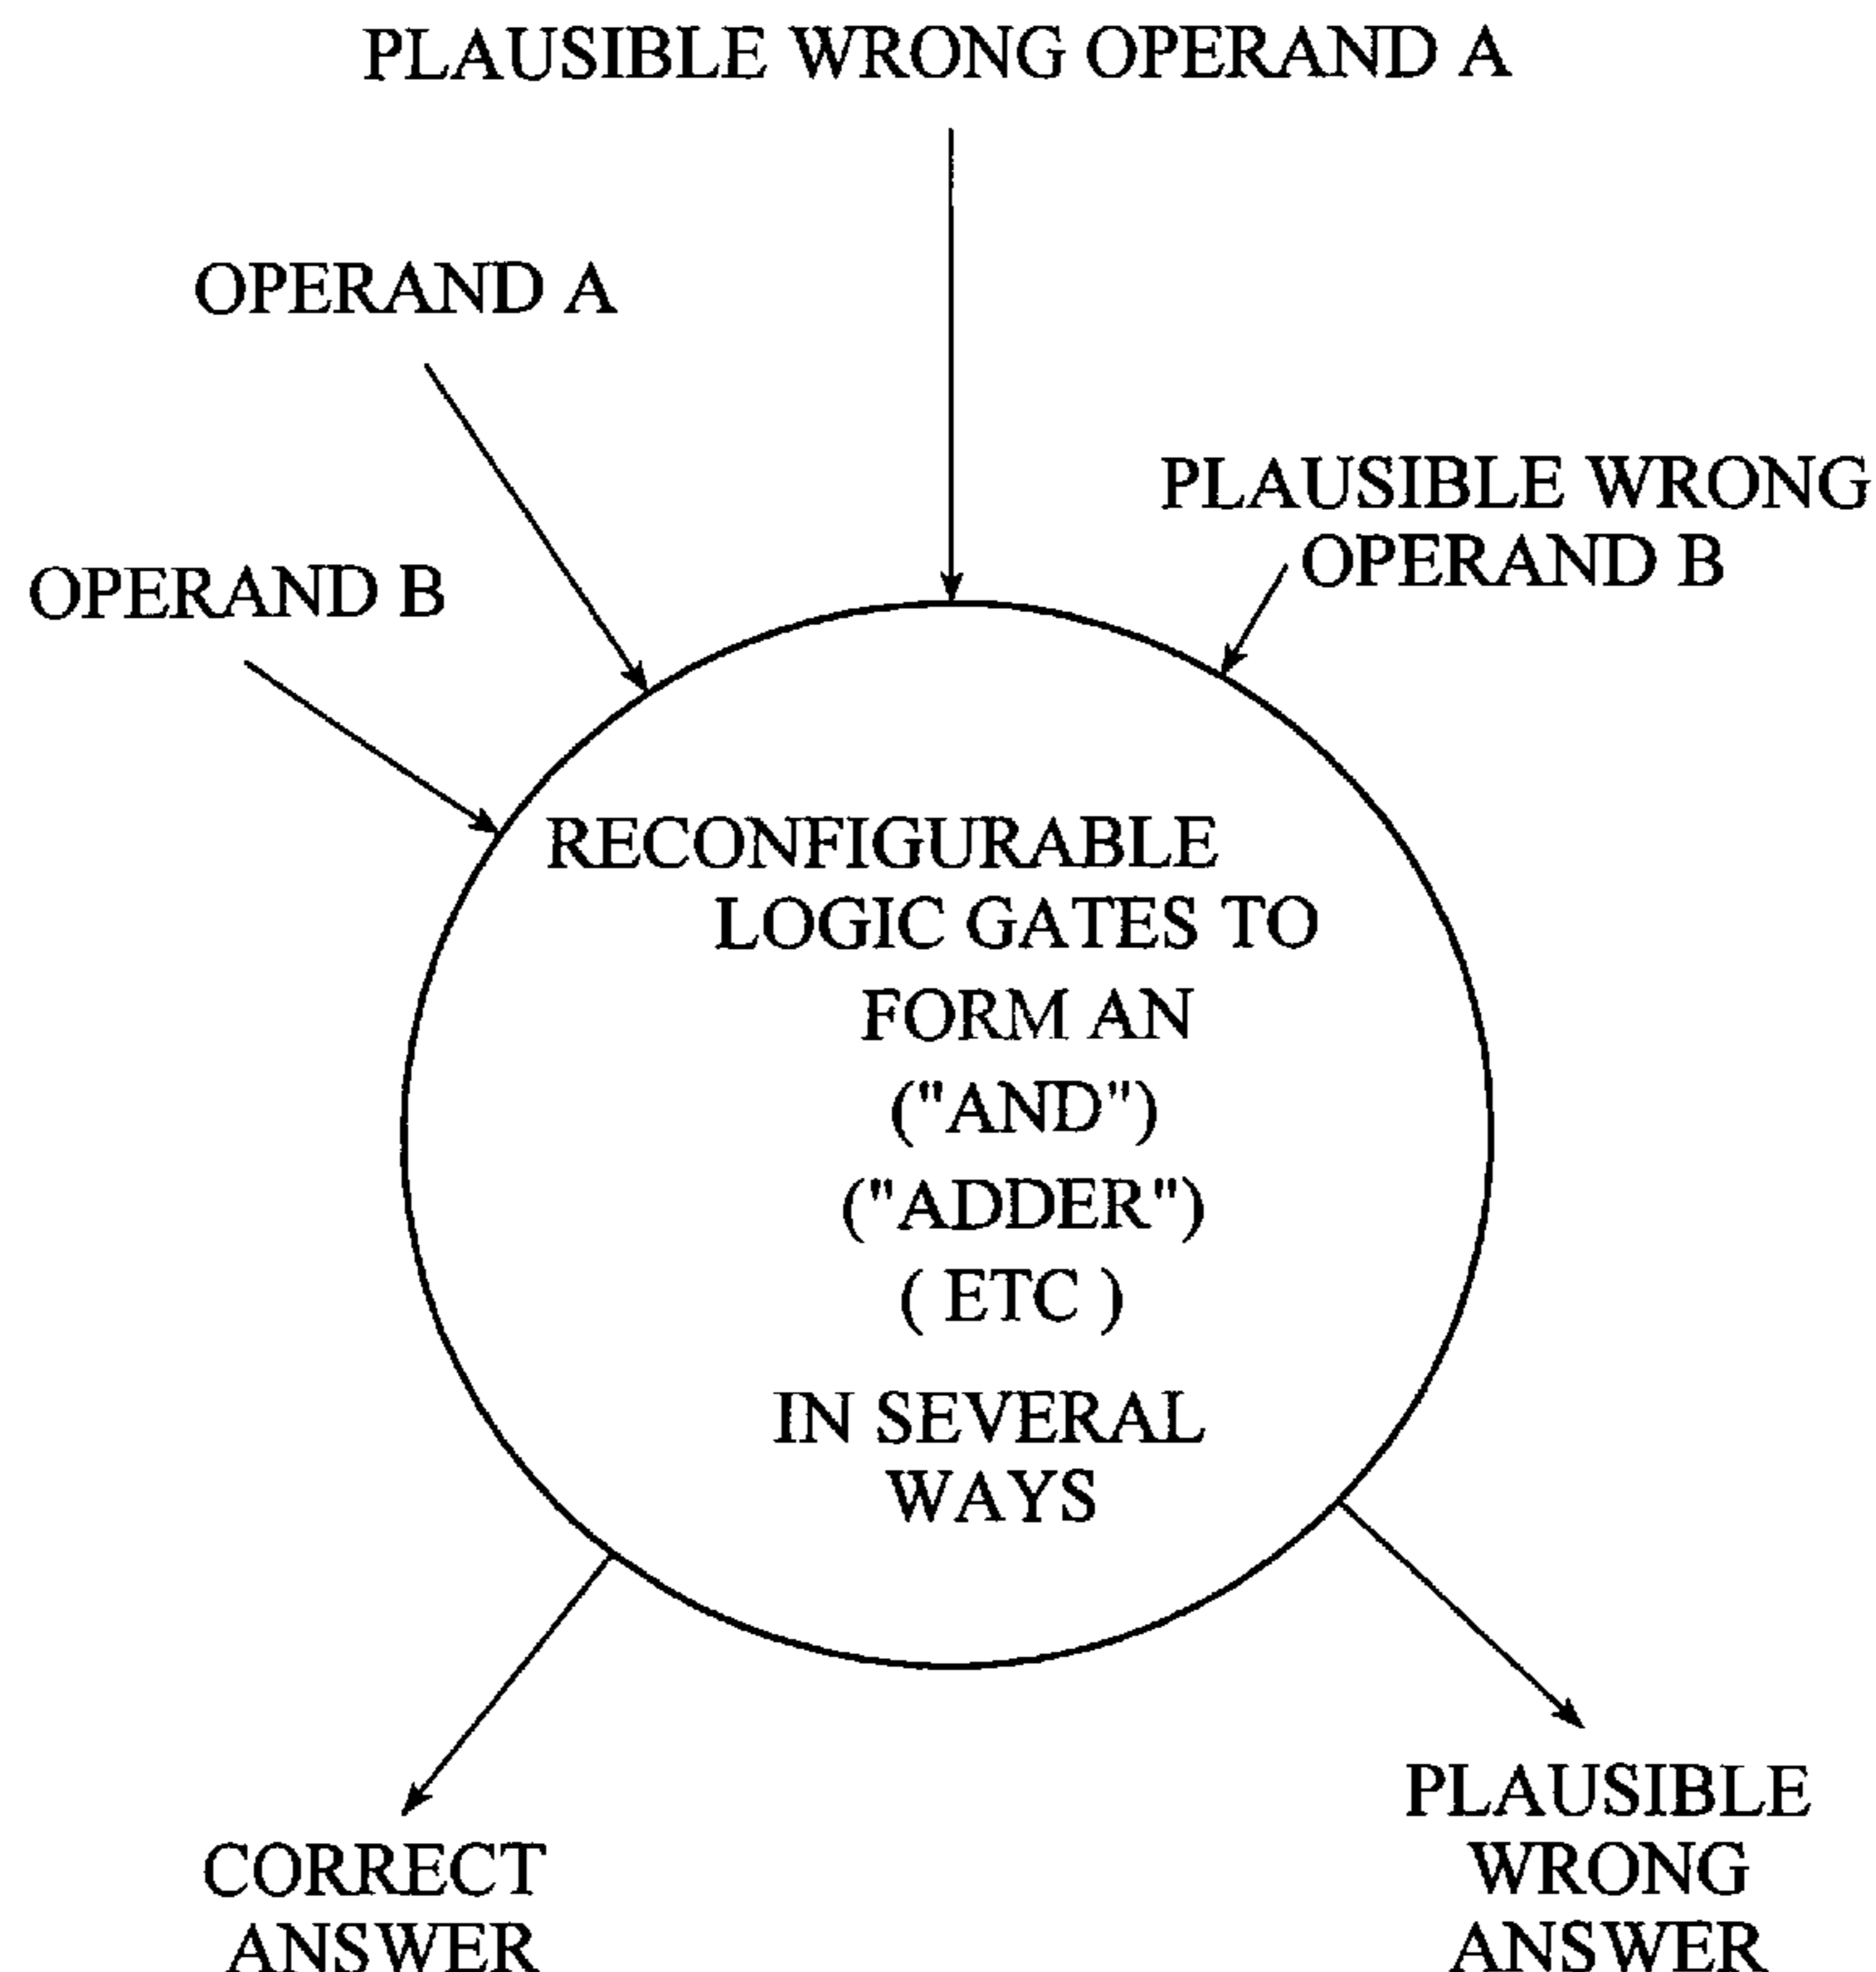 PLAUSIBLE WRONG OPERAND A
OPERAND A
PLAUSIBLE WRONG
OPERAND B
OPERAND B
RECONFIGURABLE
LOGIC GATES TO
FORM AN
("AND")
("ADDER")
( ETC )
IN SEVERAL
WAYS
CORRECT
ANSWER
PLAUSIBLE
WRONG
ANSWER